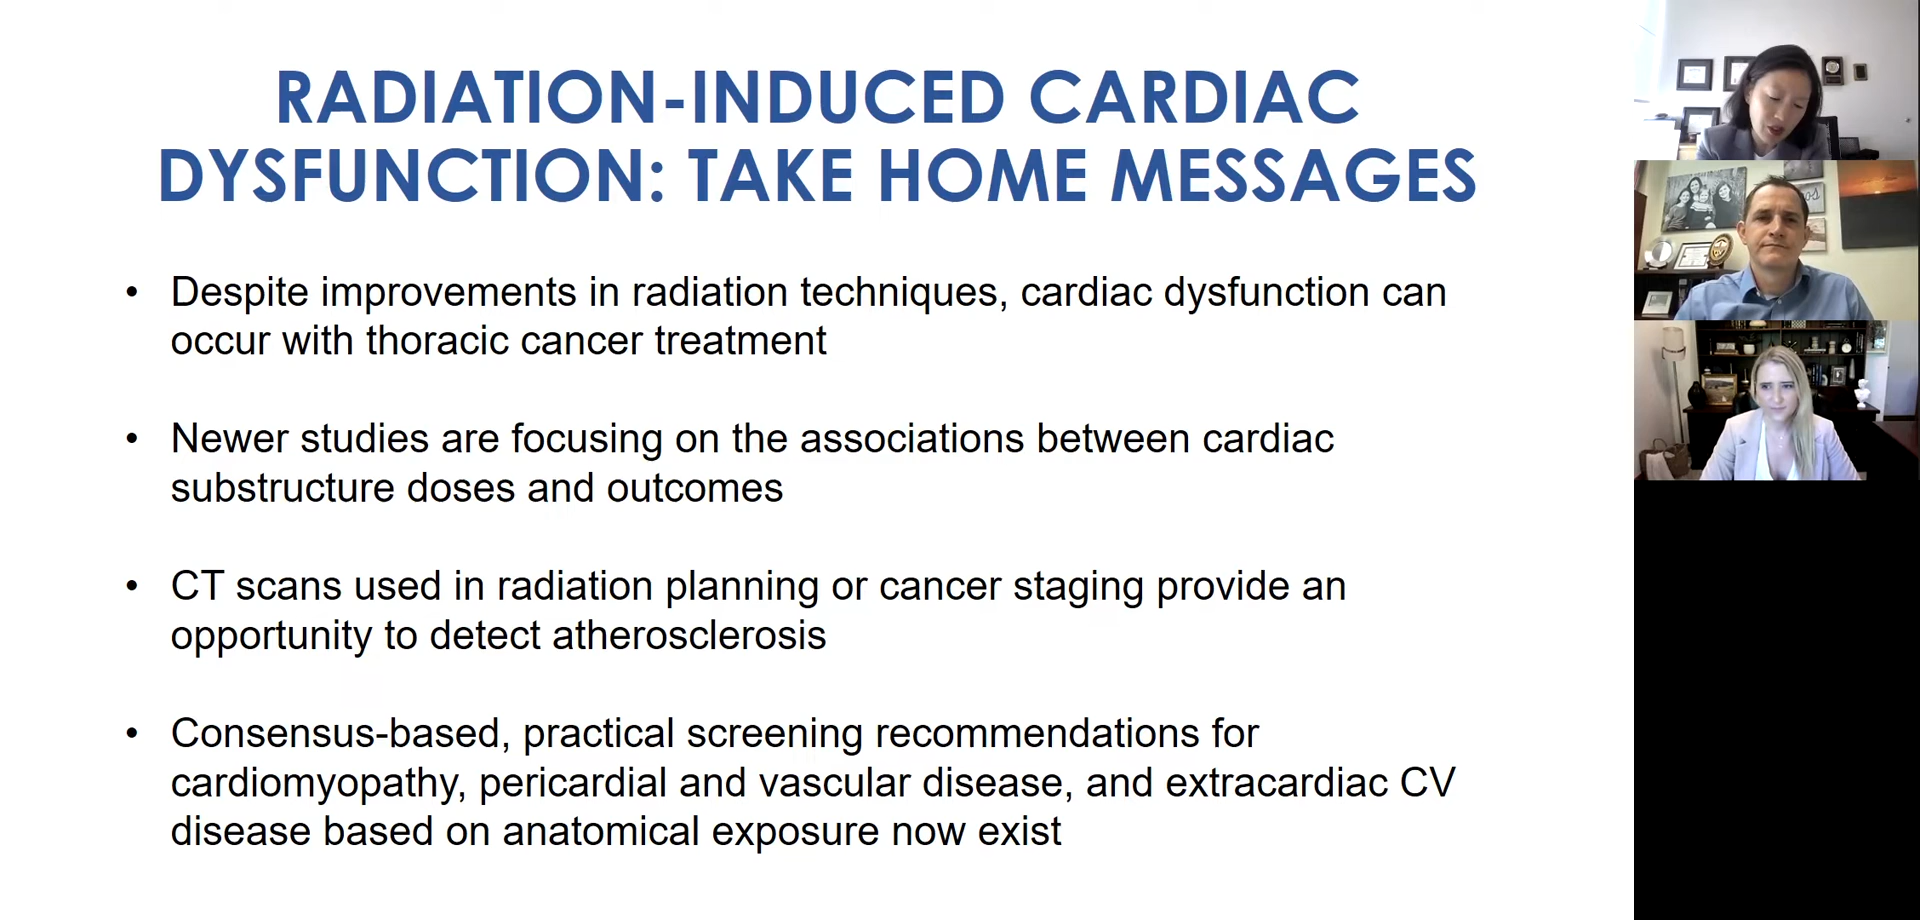 RADIATION-INDUCED CARDIAC
DYSFUNCTION: TAKE HOME MESSAGES
• Despite improvements in radiation techniques, cardiac dysfunction can
occur with thoracic cancer treatment
• Newer studies are focusing on the associations between cardiac
substructure doses and outcomes
• CT scans used in radiation planning or cancer staging provide an
opportunity to detect atherosclerosis
• Consensus-based, practical screening recommendations for
cardiomyopathy, pericardial and vascular disease, and extracardiac CV
disease based on anatomical exposure now exist